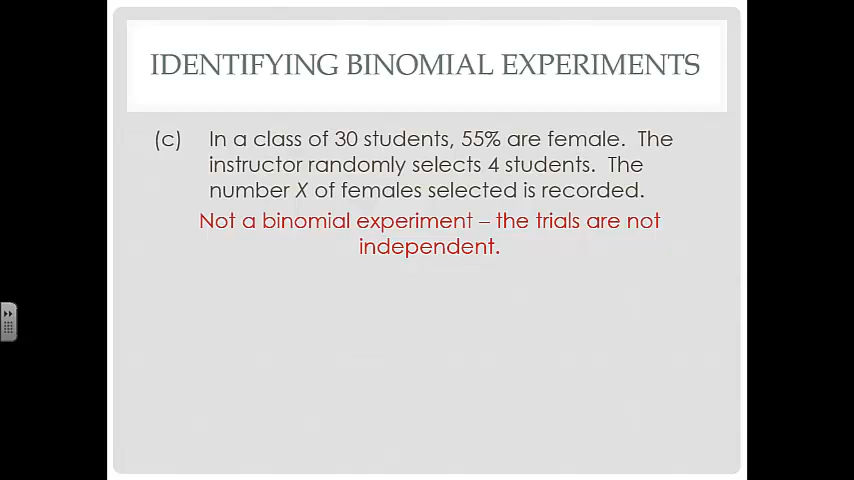 IDENTIFYING BINOMIAL EXPERIMENTS
(c) In a class of 30 students, 55% are female. The
instructor randomly selects 4 students. The
number X of females selected is recorded.
Not a binomial experiment – the trials are not
independent.